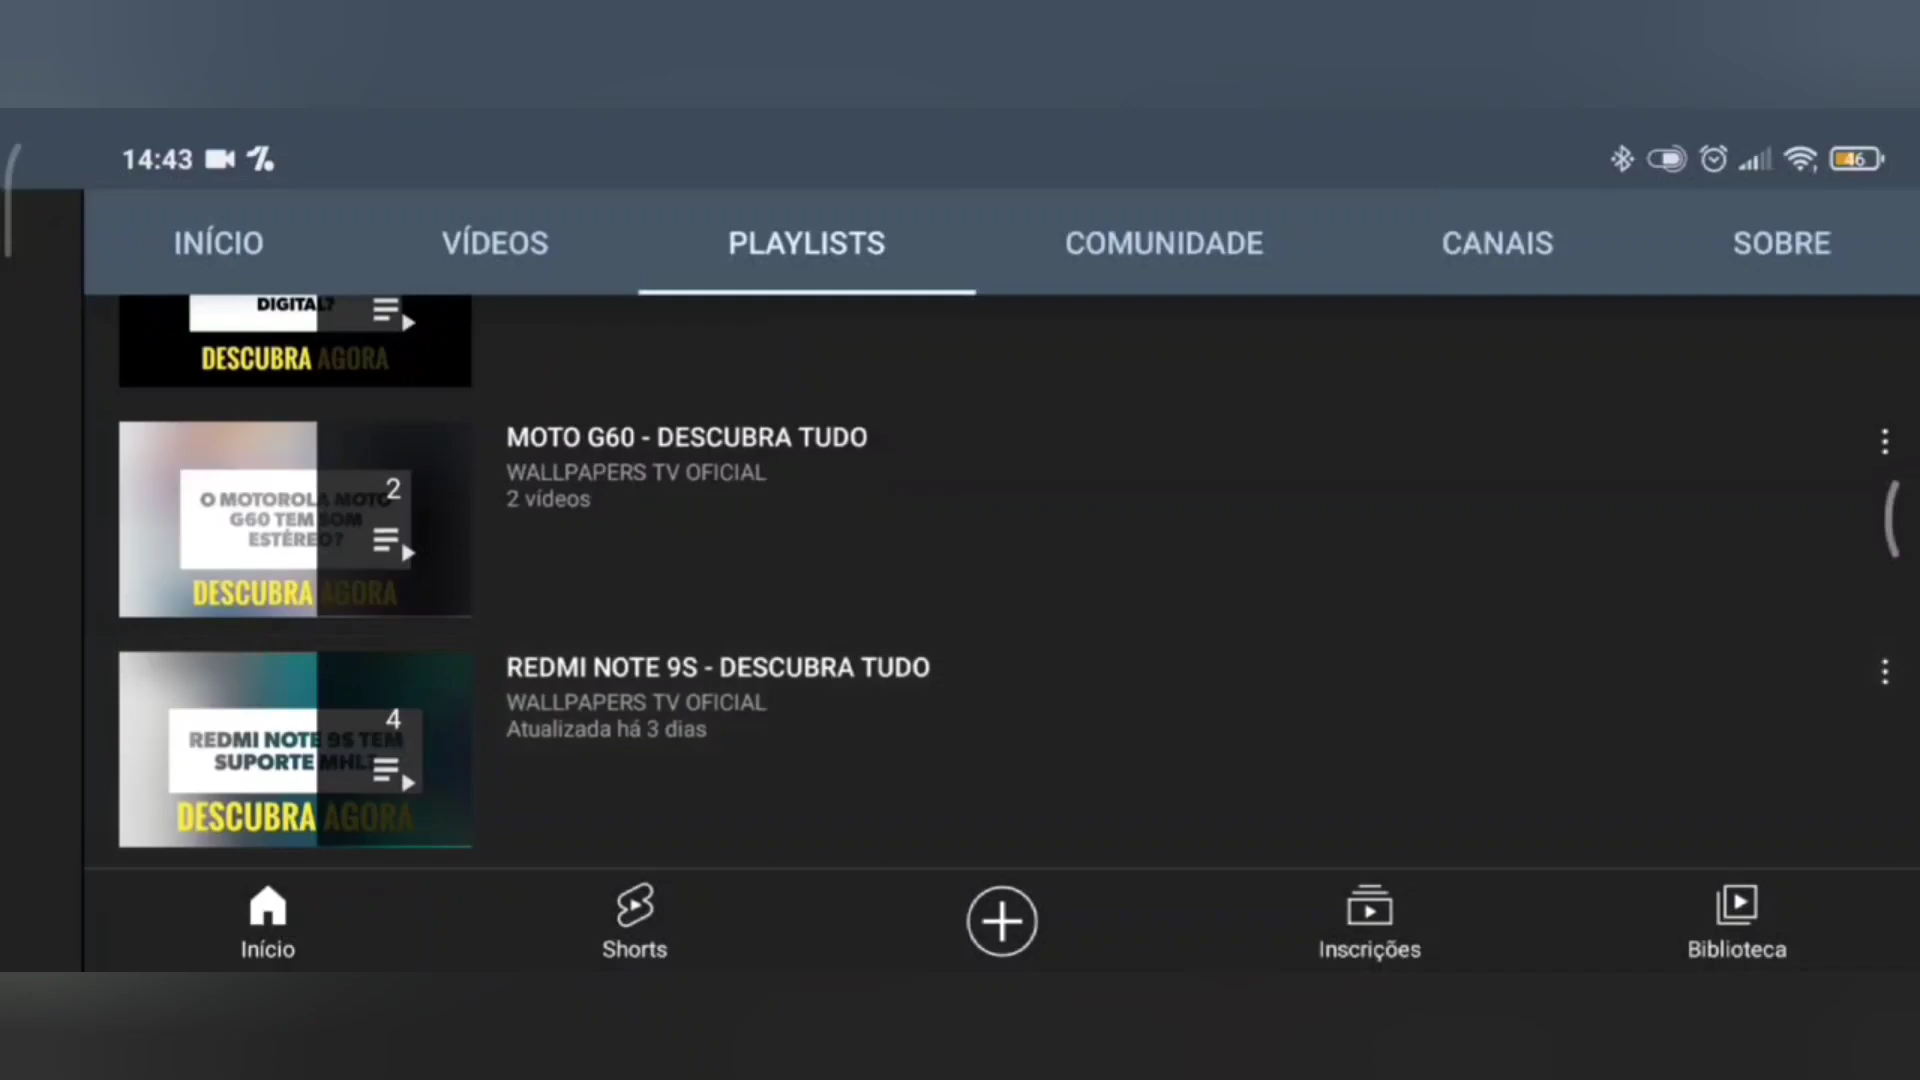 14:43
46
INÍCIO VÍDEOS PLAYLISTS COMUNIDADE CANAIS SOBRE
DIGITAL?
DESCUBRA AGORA
2
O MOTOROLA MOTO
G60 TEM SOM
ESTÉREO?
DESCUBRA AGORA
MOTO G60 - DESCUBRA TUDO
WALLPAPERS TV OFICIAL
2 vídeos
4
REDMI NOTE 9S TEM
SUPORTE MHL?
DESCUBRA AGORA
REDMI NOTE 9S - DESCUBRA TUDO
WALLPAPERS TV OFICIAL
Atualizada há 3 dias
Início Shorts Inscrições Biblioteca